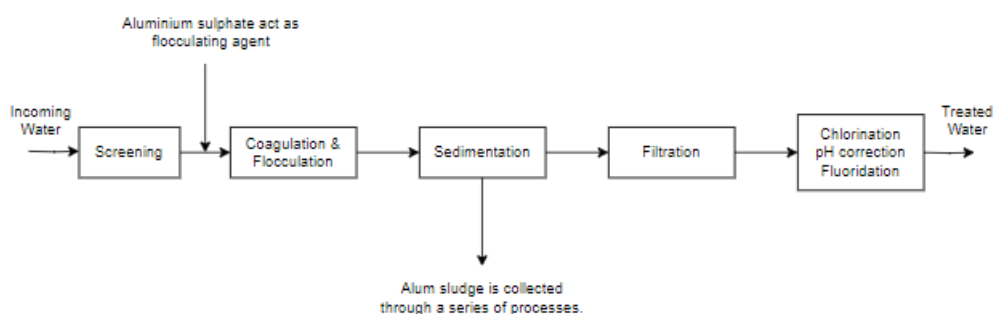 Aluminium sulphate act as
flocculating agent
Incoming
Water
Screening
Coagulation &
Flocculation
Sedimentation
Filtration
Chlorination
pH correction
Fluoridation
Treated
Water
Alum sludge is collected
through a series of processes.